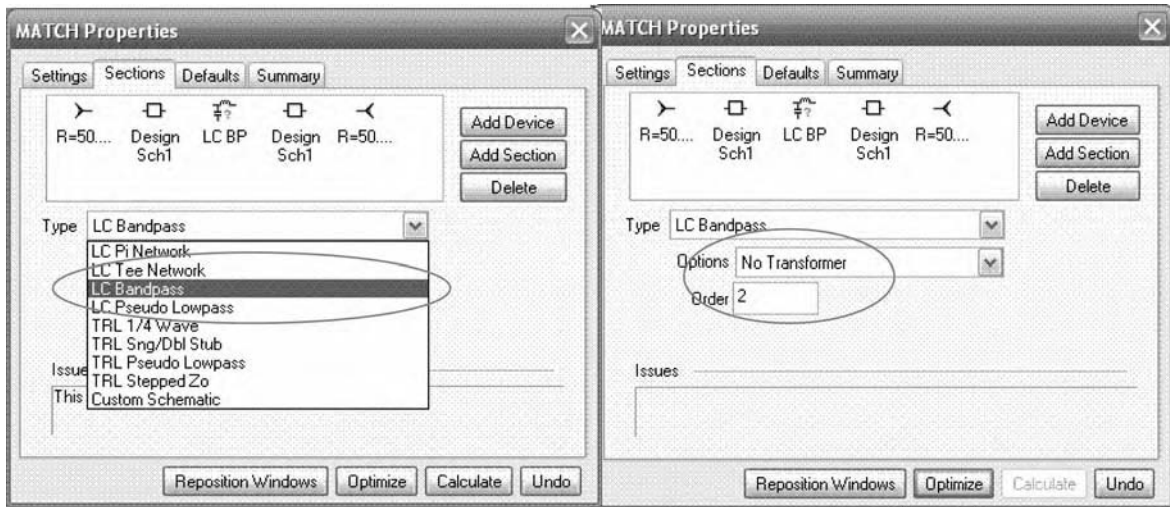 MATCH Properties
Settings Sections Defaults Summary
?
R=50.... Design LC BP Design R=50....
Sch1 Sch1
Add Device
Add Section
Delete
Type LC Bandpass
LC Pi Network
LC Tee Network
LC Bandpass
LC Pseudo Lowpass
TRL 1/4 Wave
TRL Sng/Dbl Stub
TRL Pseudo Lowpass
TRL Stepped Zo
Custom Schematic
Issue
This
Reposition Windows Optimize Calculate Undo
MATCH Properties
Settings Sections Defaults Summary
?
R=50.... Design LC BP Design R=50....
Sch1 Sch1
Add Device
Add Section
Delete
Type LC Bandpass
Options No Transformer
Order 2
Issues
Reposition Windows Optimize Calculate Undo